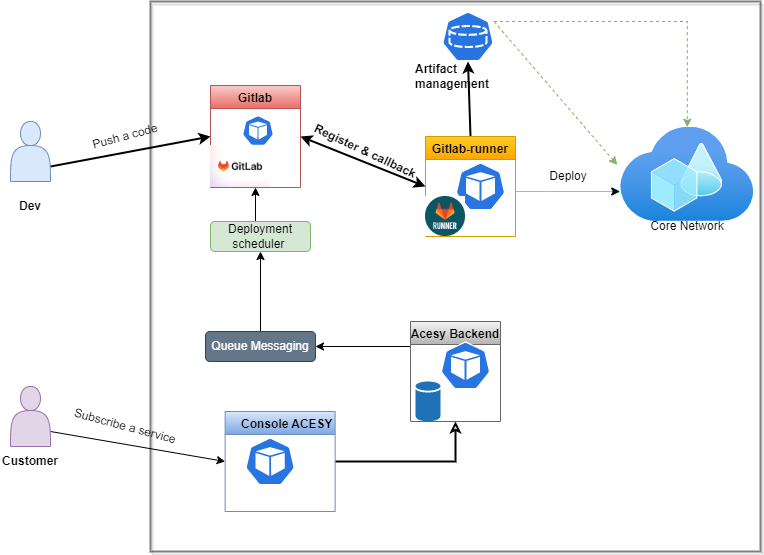 Artifact
management
Gitlab
Push a code
GitLab
Register & callback
Gitlab-runner
RUNNER
Deploy
Core Network
Dev
Deployment
scheduler
Queue Messaging
Acesy Backend
Subscribe a service
Console ACESY
Customer